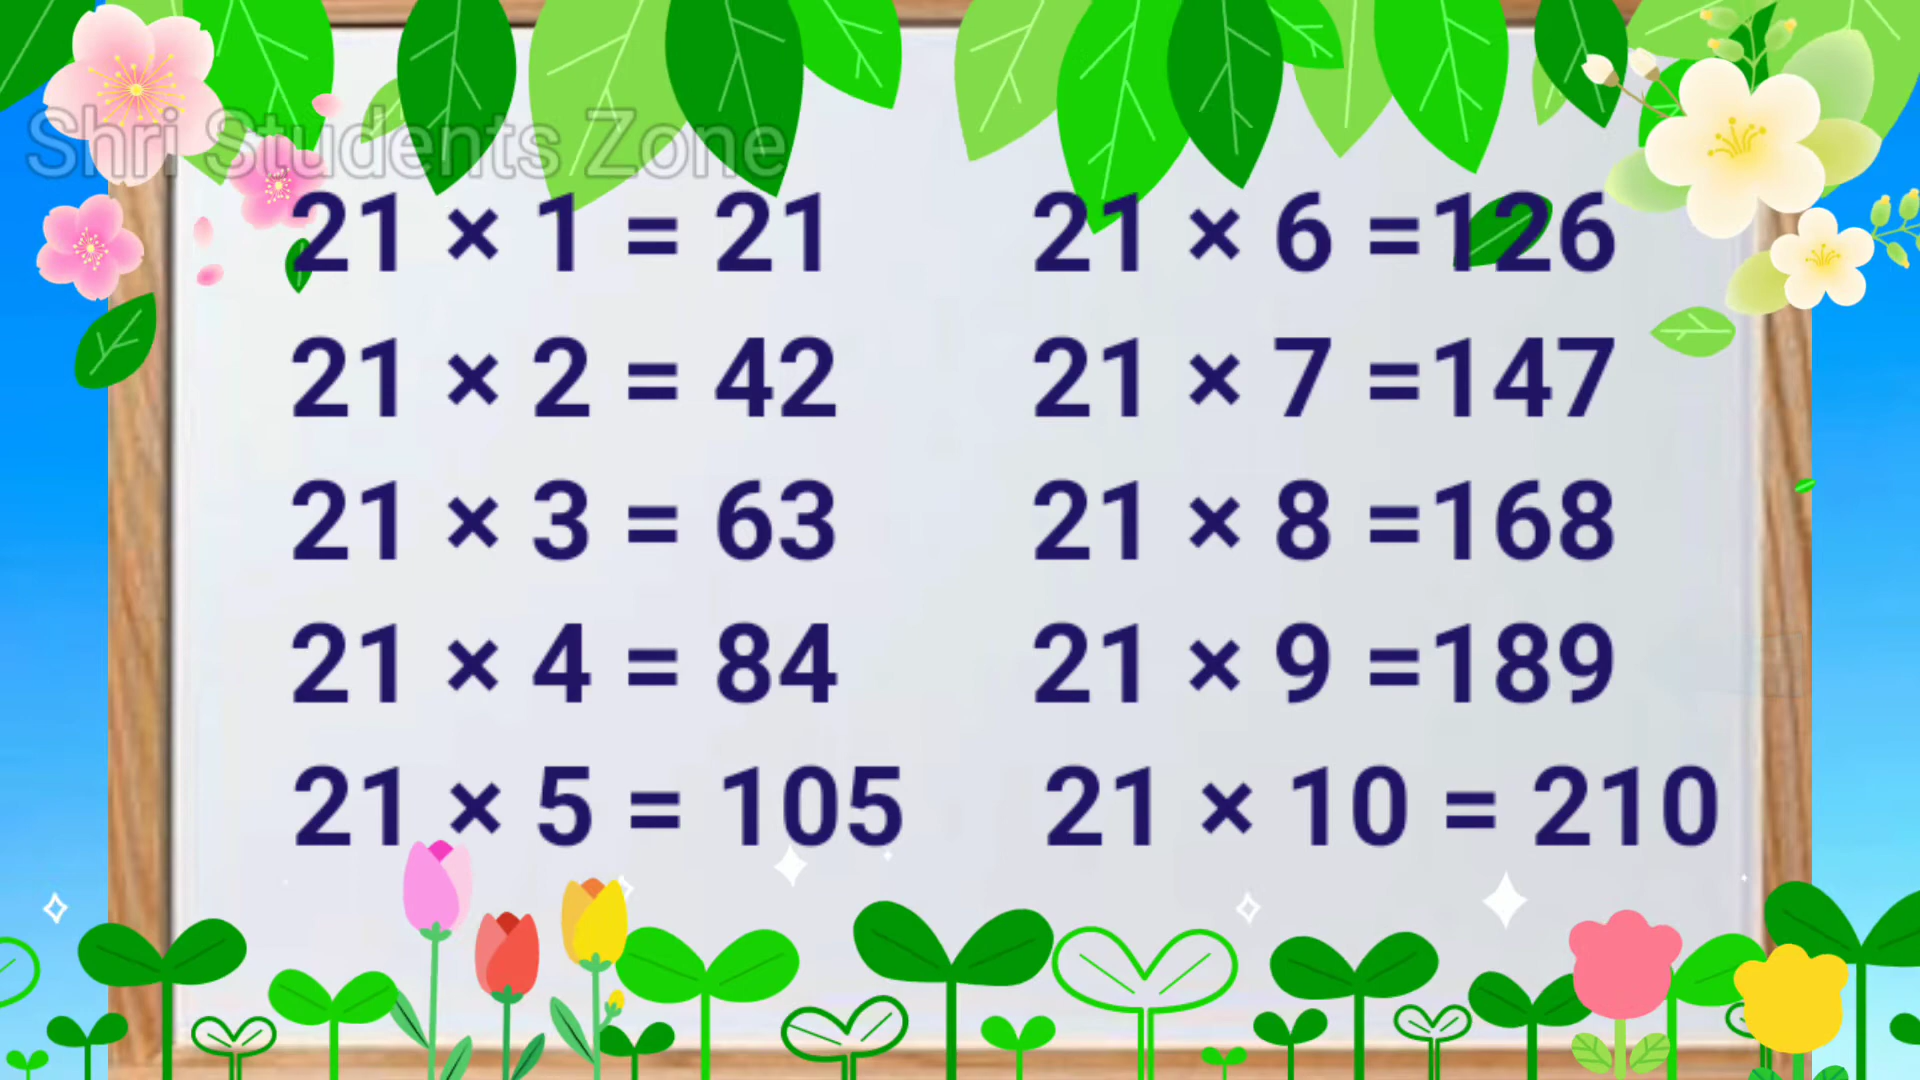 Shri Students Zone
21 × 1 = 21
21 × 2 = 42
21 × 3 = 63
21 × 4 = 84
21 × 5 = 105
21 × 6 =126
21 × 7 =147
21 × 8 =168
21 × 9 =189
21 × 10 = 210